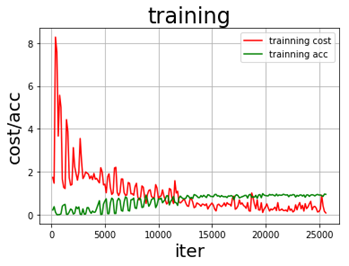 training
trainning cost
trainning acc
8
6
4
2
0
cost/acc
0 5000 10000 15000 20000 25000
iter